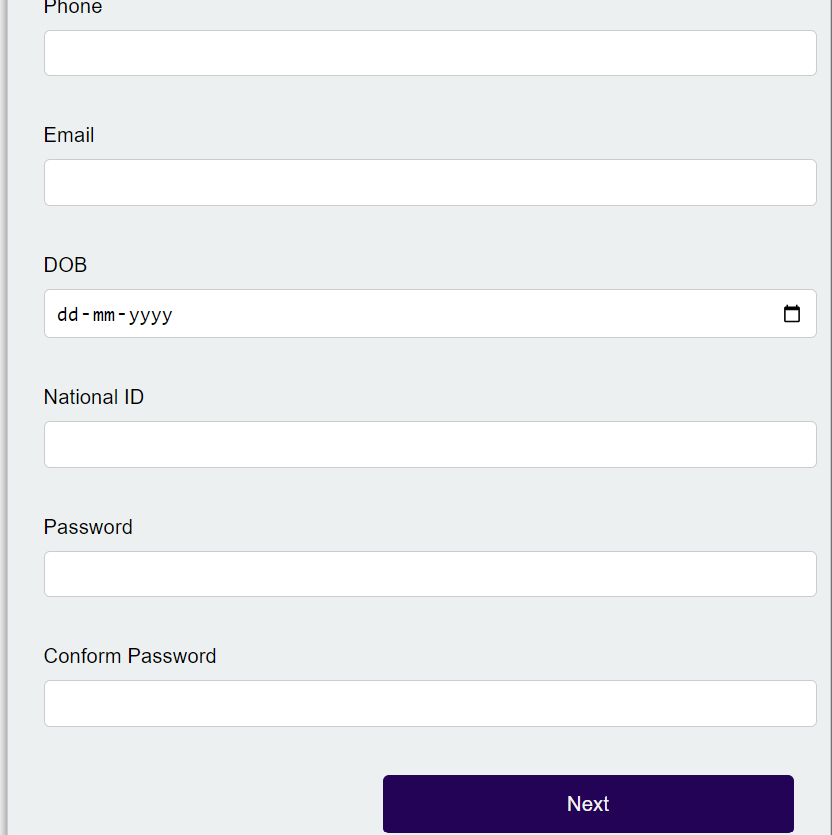 Phone
Email
DOB
dd-mm-yyyy
National ID
Password
Conform Password
Next